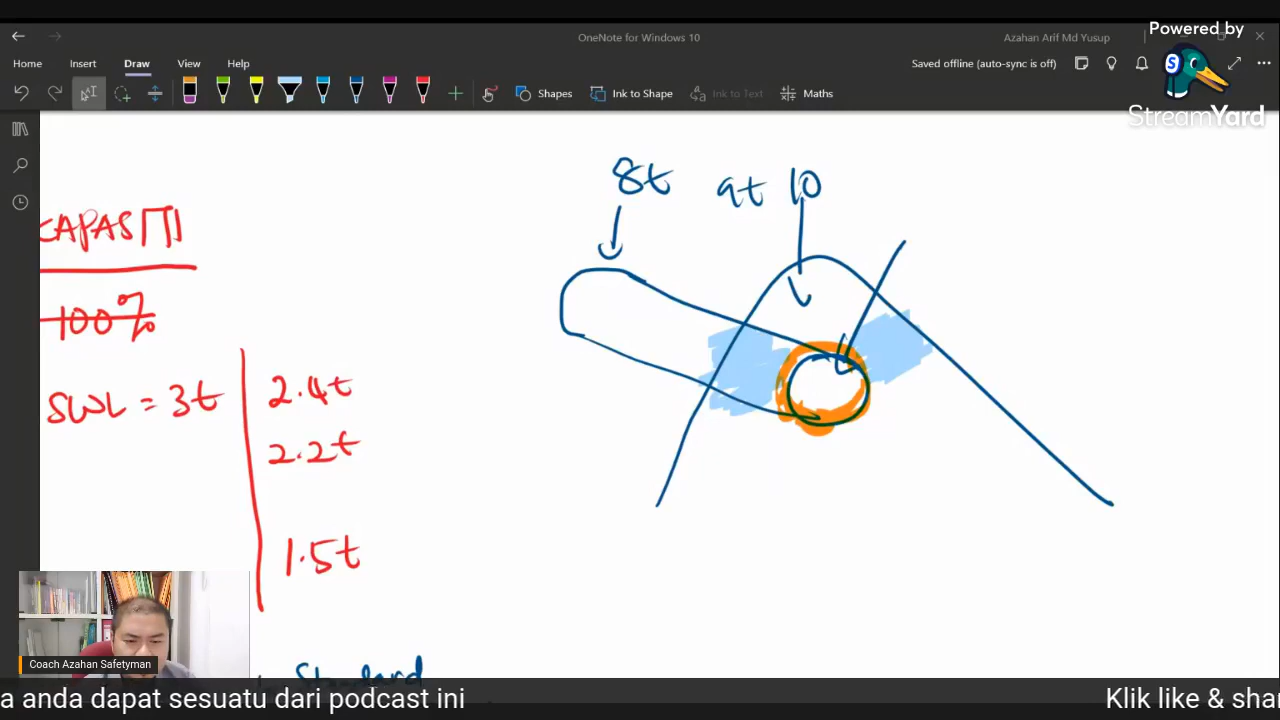 Powered by
StreamYard
OneNote for Windows 10
Azahan Arif Md Yusup
Home
Insert
Draw
View
Help
Saved offline (auto-sync is off)
Shapes
Ink to Shape
Ink to Text
Maths
KAPASITI
100%
SWL = 3t
2.4t
2.2t
1.5t
8t at 10
Standard
Coach Azahan Safetyman
a anda dapat sesuatu dari podcast ini
Klik like & sha